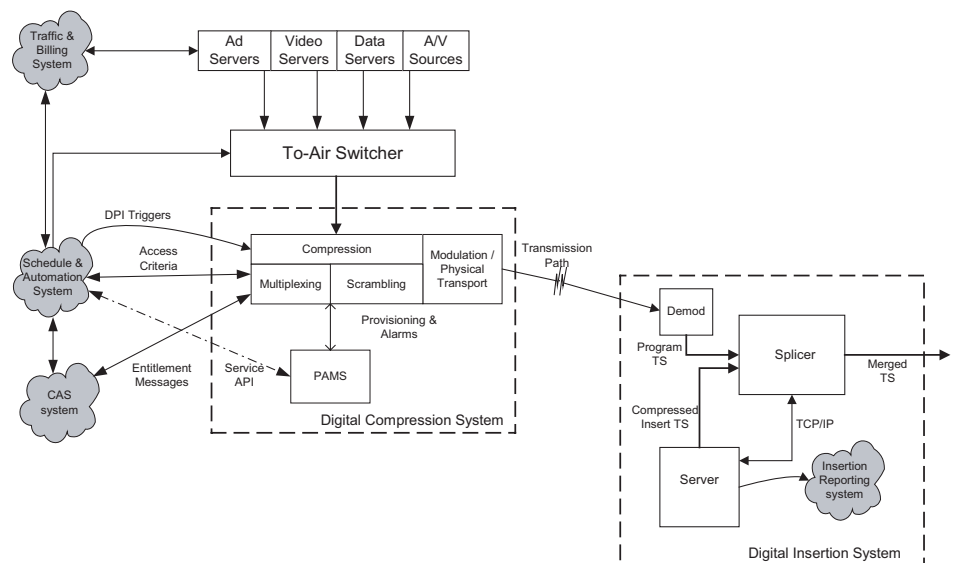 Traffic &
Billing
System
Ad
Servers
Video
Servers
Data
Servers
A/V
Sources
To-Air Switcher
DPI Triggers
Access
Criteria
Schedule &
Automation
System
Compression
Multiplexing
Scrambling
Modulation /
Physical
Transport
Transmission
Path
Provisioning &
Alarms
Entitlement
Messages
Service
API
PAMS
CAS
system
Digital Compression System
Demod
Program
TS
Splicer
Merged
TS
Compressed
Insert TS
TCP/IP
Server
Insertion
Reporting
system
Digital Insertion System